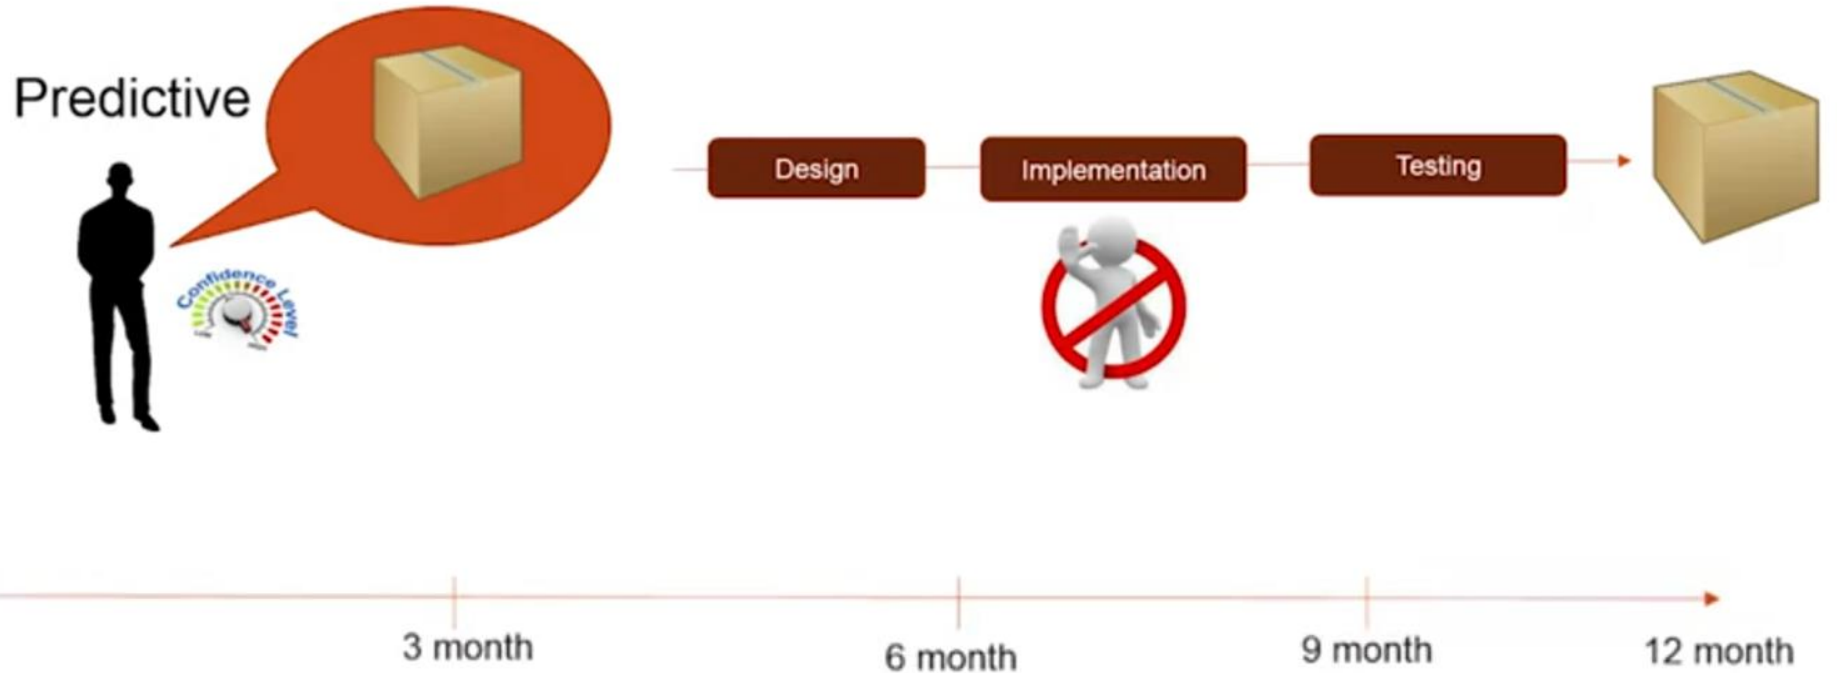 Predictive
Design
Implementation
Testing
Confidence Level
3 month
6 month
9 month
12 month